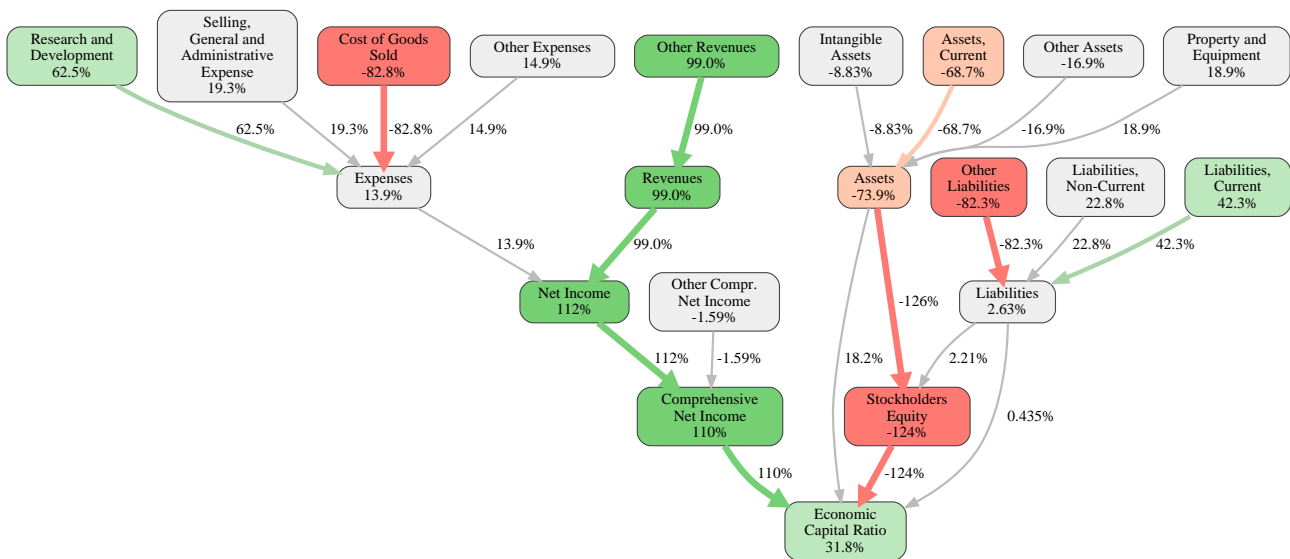 Research and
Development
62.5%
Selling,
General and
Administrative
Expense
19.3%
Cost of Goods
Sold
-82.8%
Other Expenses
14.9%
Other Revenues
99.0%
Intangible
Assets
-8.83%
Assets,
Current
-68.7%
Other Assets
-16.9%
Property and
Equipment
18.9%
62.5%
19.3%
-82.8%
14.9%
99.0%
-8.83%
-68.7%
-16.9%
18.9%
Expenses
13.9%
Revenues
99.0%
Assets
-73.9%
Other
Liabilities
-82.3%
Liabilities,
Non-Current
22.8%
Liabilities,
Current
42.3%
13.9%
99.0%
-82.3%
22.8%
42.3%
Net Income
112%
Other Compr.
Net Income
-1.59%
-126%
Liabilities
2.63%
112%
-1.59%
18.2%
2.21%
Comprehensive
Net Income
110%
Stockholders
Equity
-124%
0.435%
110%
-124%
Economic
Capital Ratio
31.8%